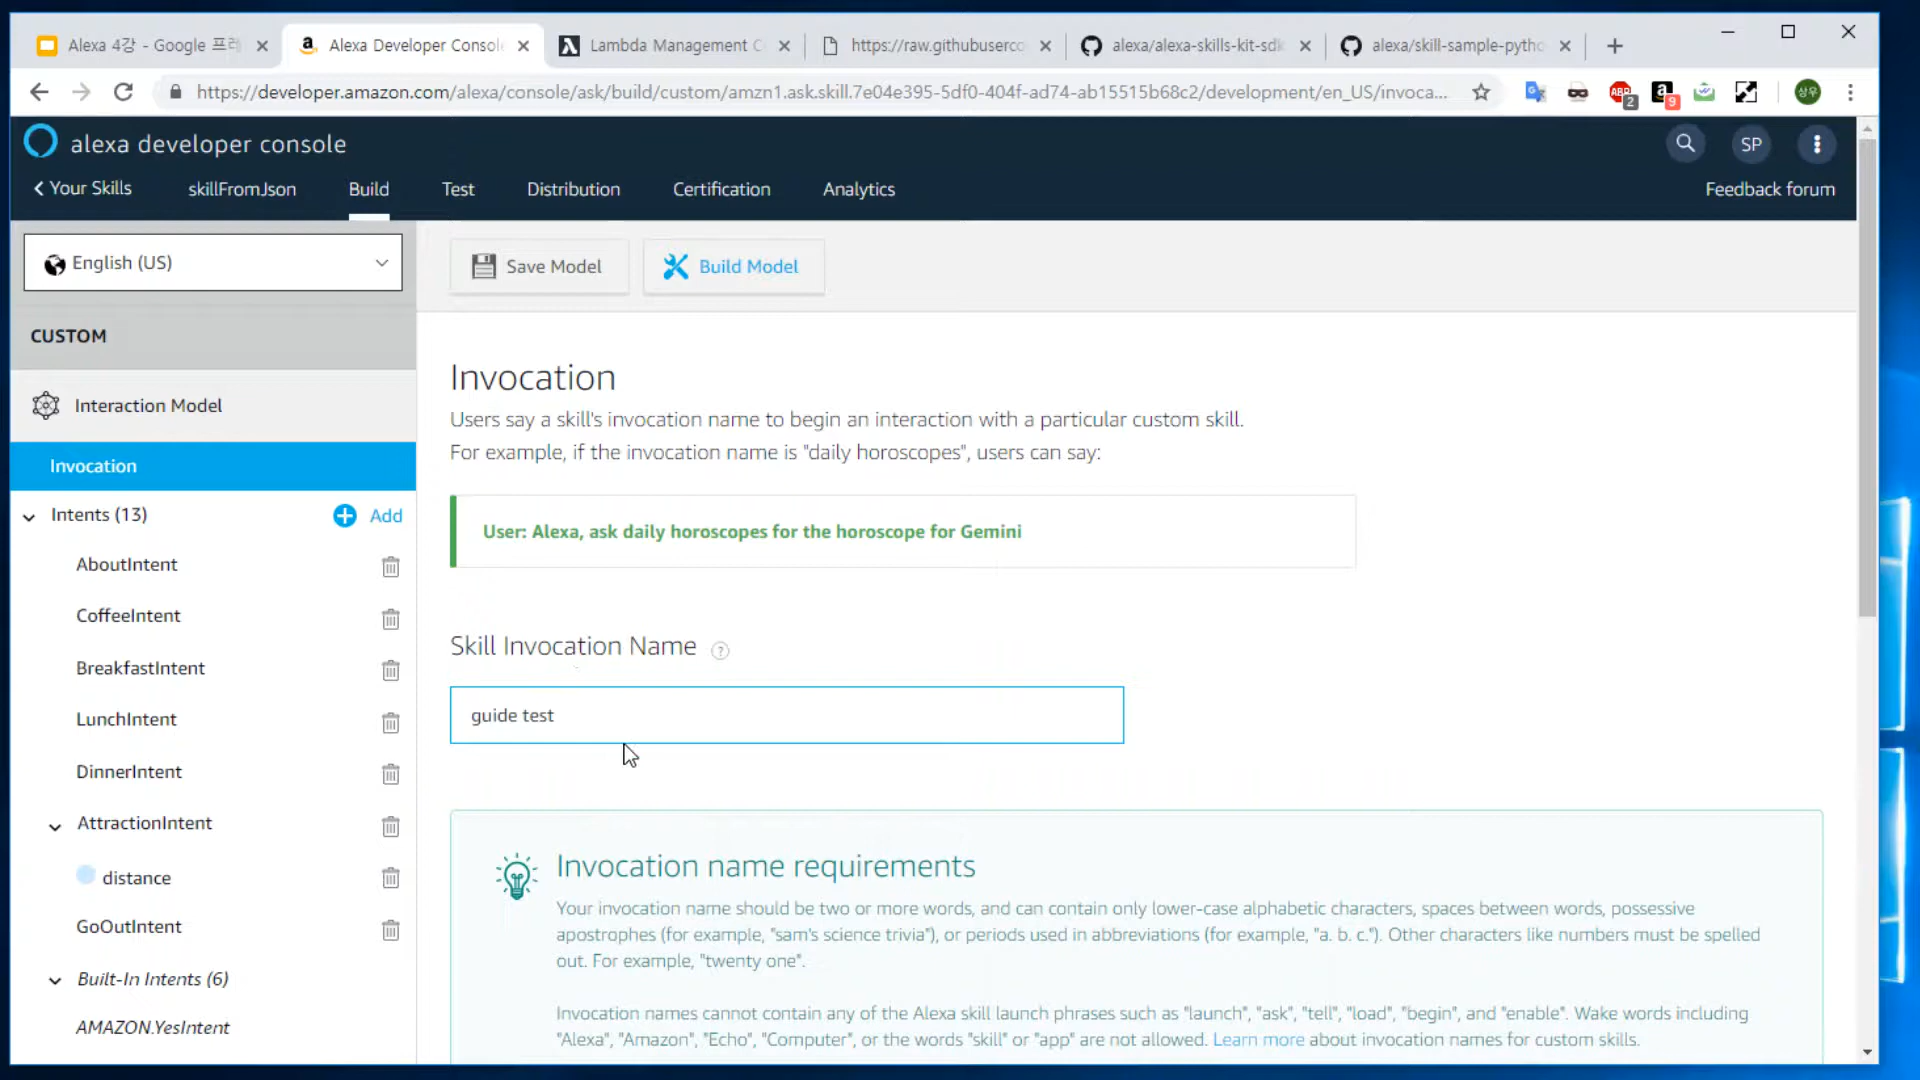 Alexa 4강 - Google 프레
Alexa Developer Consol
Lambda Management C
https://raw.githubuserco
alexa/alexa-skills-kit-sdk
alexa/skill-sample-pytho
https://developer.amazon.com/alexa/console/ask/build/custom/amzn1.ask.skill.7e04e395-5df0-404f-ad74-ab15515b68c2/development/en_US/invoca...
ABP
2
9
상우
alexa developer console
SP
Your Skills
skillFromJson
Build
Test
Distribution
Certification
Analytics
Feedback forum
English (US)
Save Model
Build Model
CUSTOM
Interaction Model
Invocation
Intents (13)
Add
AboutIntent
CoffeeIntent
BreakfastIntent
LunchIntent
DinnerIntent
AttractionIntent
distance
GoOutIntent
Built-In Intents (6)
AMAZON.YesIntent
Invocation
Users say a skill's invocation name to begin an interaction with a particular custom skill.
For example, if the invocation name is "daily horoscopes", users can say:
User: Alexa, ask daily horoscopes for the horoscope for Gemini
Skill Invocation Name
?
guide test
Invocation name requirements
Your invocation name should be two or more words, and can contain only lower-case alphabetic characters, spaces between words, possessive
apostrophes (for example, "sam's science trivia"), or periods used in abbreviations (for example, "a. b. c."). Other characters like numbers must be spelled
out. For example, "twenty one".
Invocation names cannot contain any of the Alexa skill launch phrases such as "launch", "ask", "tell", "load", "begin", and "enable". Wake words including
"Alexa", "Amazon", "Echo", "Computer", or the words "skill" or "app" are not allowed. Learn more about invocation names for custom skills.